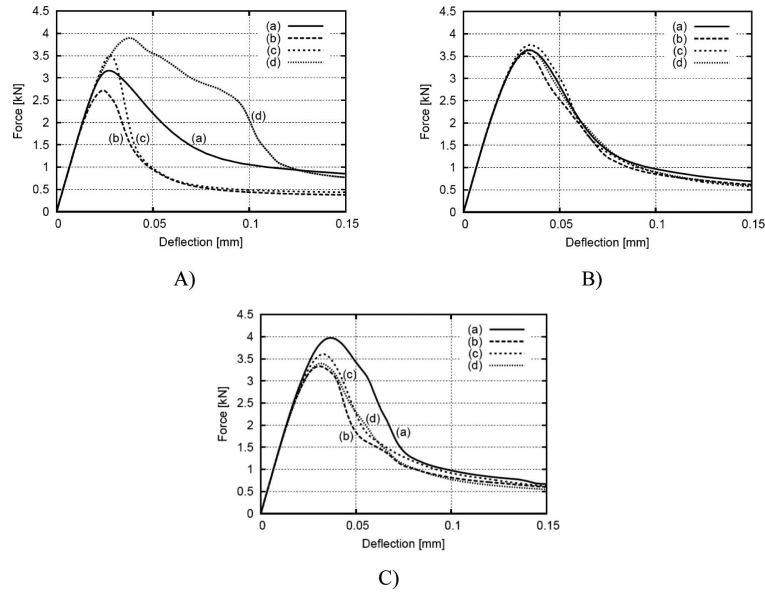 4.5
4
3.5
3
2.5
2
1.5
1
0.5
0
Force [kN]
(a)
(b)
(c)
(d)
(d)
(a)
(b)
(c)
0
0.05
0.1
0.15
Deflection [mm]
A)
4.5
4
3.5
3
2.5
2
1.5
1
0.5
0
Force [kN]
(a)
(b)
(c)
(d)
0
0.05
0.1
0.15
Deflection [mm]
B)
4.5
4
3.5
3
2.5
2
1.5
1
0.5
0
Force [kN]
(a)
(b)
(c)
(d)
(c)
(d)
(b)
(a)
0
0.05
0.1
0.15
Deflection [mm]
C)